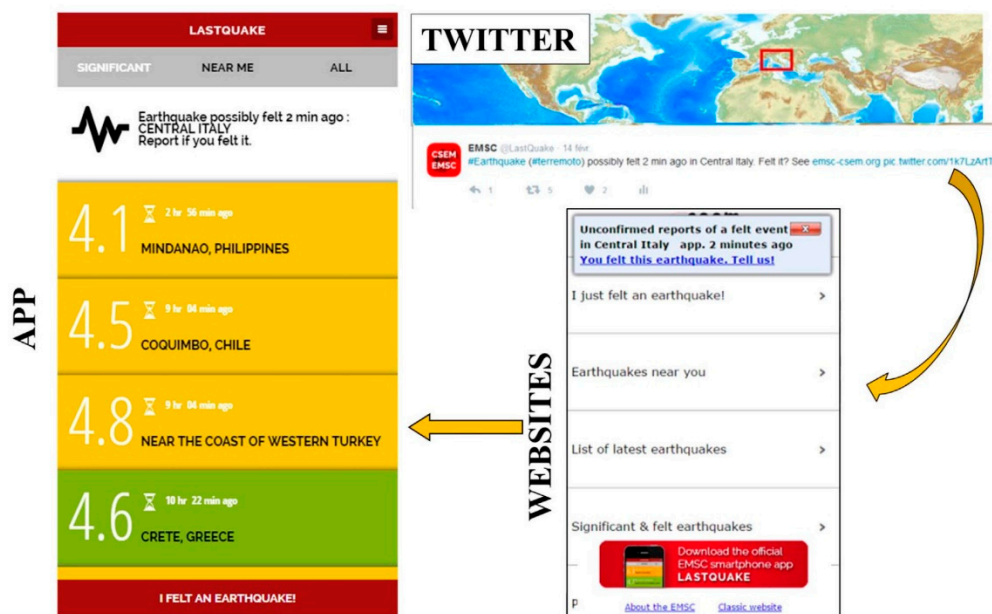 APP
LASTQUAKE
SIGNIFICANT NEAR ME ALL
Earthquake possibly felt 2 min ago :
CENTRAL ITALY
Report if you felt it.
4.1 2 hr 56 min ago
MINDANAO, PHILIPPINES
4.5 9 hr 04 min ago
COQUIMBO, CHILE
4.8 9 hr 04 min ago
NEAR THE COAST OF WESTERN TURKEY
4.6 10 hr 22 min ago
CRETE, GREECE
I FELT AN EARTHQUAKE!
TWITTER
CSEM
EMSC
EMSC @LastQuake · 14 févr.
#Earthquake (#terremoto) possibly felt 2 min ago in Central Italy. Felt it? See emsc-csem.org pic.twitter.com/1k7LzArtT
1 5 2
WEBSITES
Unconfirmed reports of a felt event X
in Central Italy app. 2 minutes ago
You felt this earthquake. Tell us!
I just felt an earthquake! >
Earthquakes near you >
List of latest earthquakes >
Significant & felt earthquakes >
Download the official
EMSC smartphone app
LASTQUAKE
p
About the EMSC Classic website